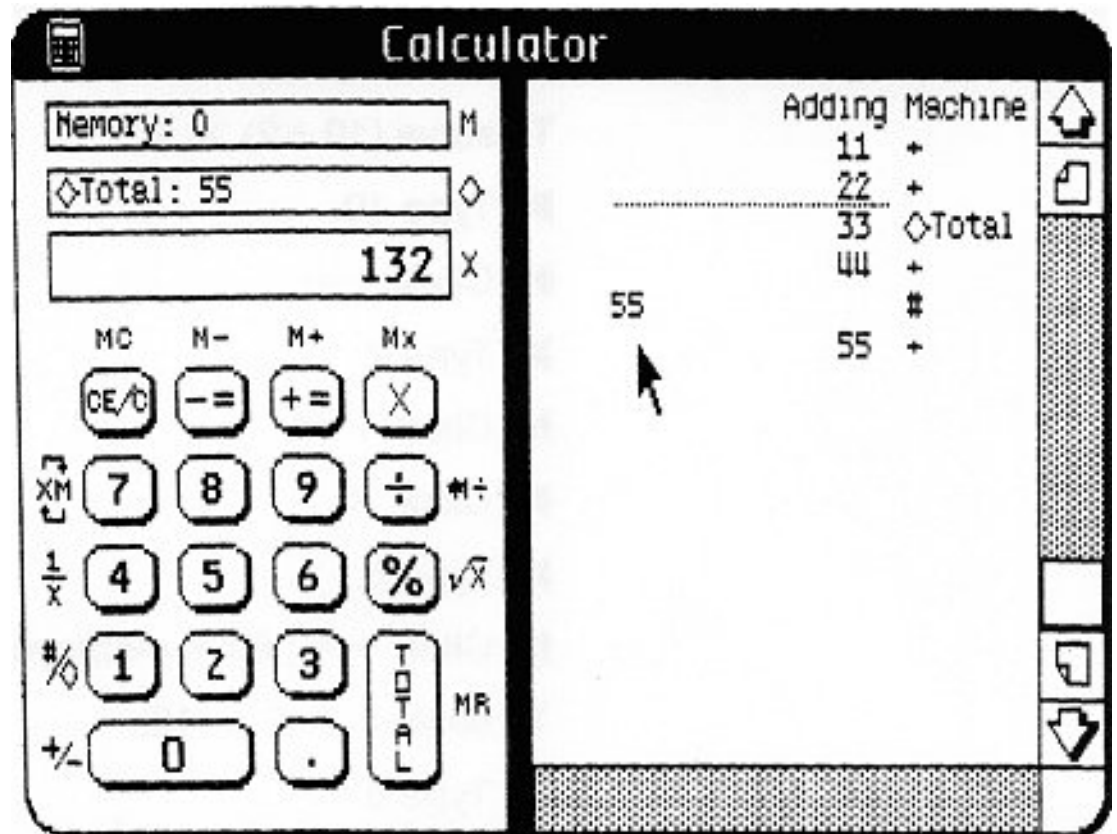 Calculator
Memory: 0 M
◇Total: 55 ◇
132 X
MC M- M+ Mx
CE/C -= += X
XM 7 8 9 ÷ M÷
1/X 4 5 6 % √X
#/◇ 1 2 3 TOTAL MR
+/- 0 .
Adding Machine
11 +
22 +
33 ◇Total
44 +
55 #
55 +